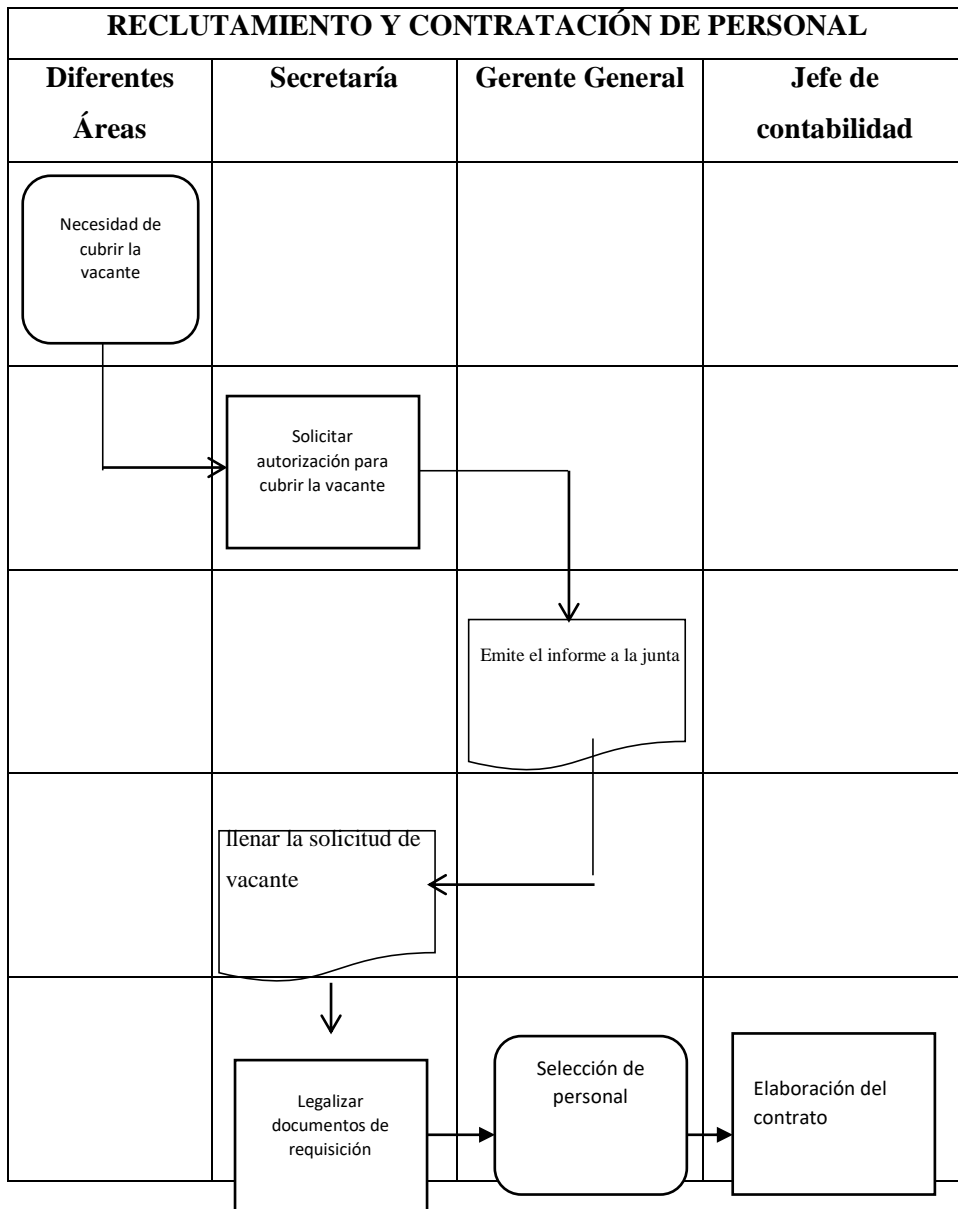 RECLUTAMIENTO Y CONTRATACIÓN DE PERSONAL
Diferentes
Áreas
Secretaría
Gerente General
Jefe de
contabilidad
Necesidad de
cubrir la
vacante
Solicitar
autorización para
cubrir la vacante
Emite el informe a la junta
llenar la solicitud de
vacante
Legalizar
documentos de
requisición
Selección de
personal
Elaboración del
contrato